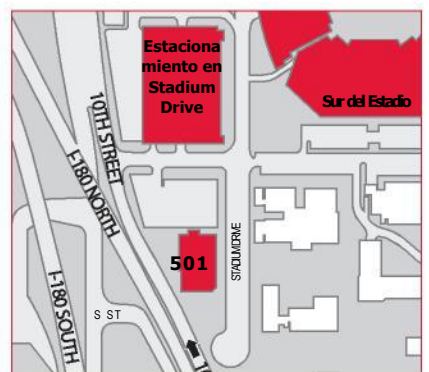 Estaciona
miento en
Stadium
Drive
Sur del Estadio
10TH STREET
I-180 NORTH
501
STADIUM DRIVE
S ST
I-180 SOUTH